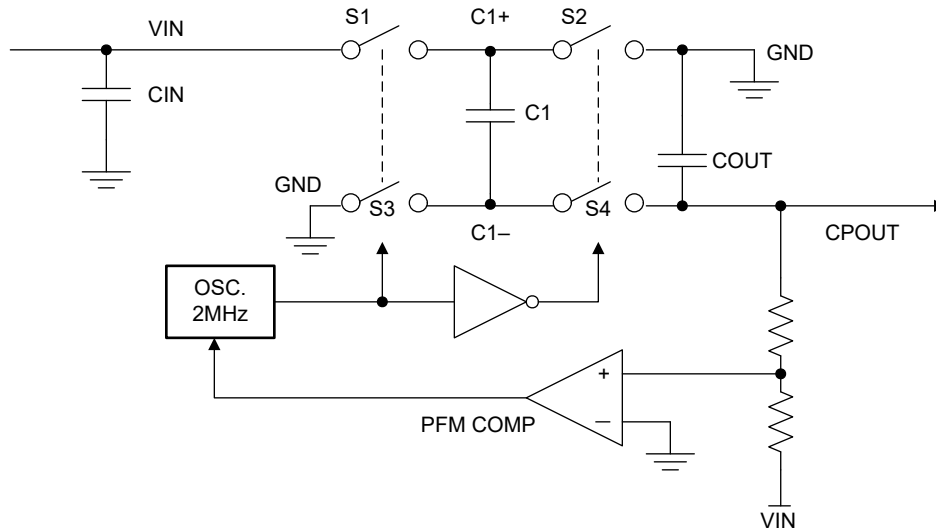 S1
C1+
S2
VIN
GND
CIN
C1
COUT
GND
S3
S4
C1–
CPOUT
OSC.
2MHz
+
–
PFM COMP
VIN